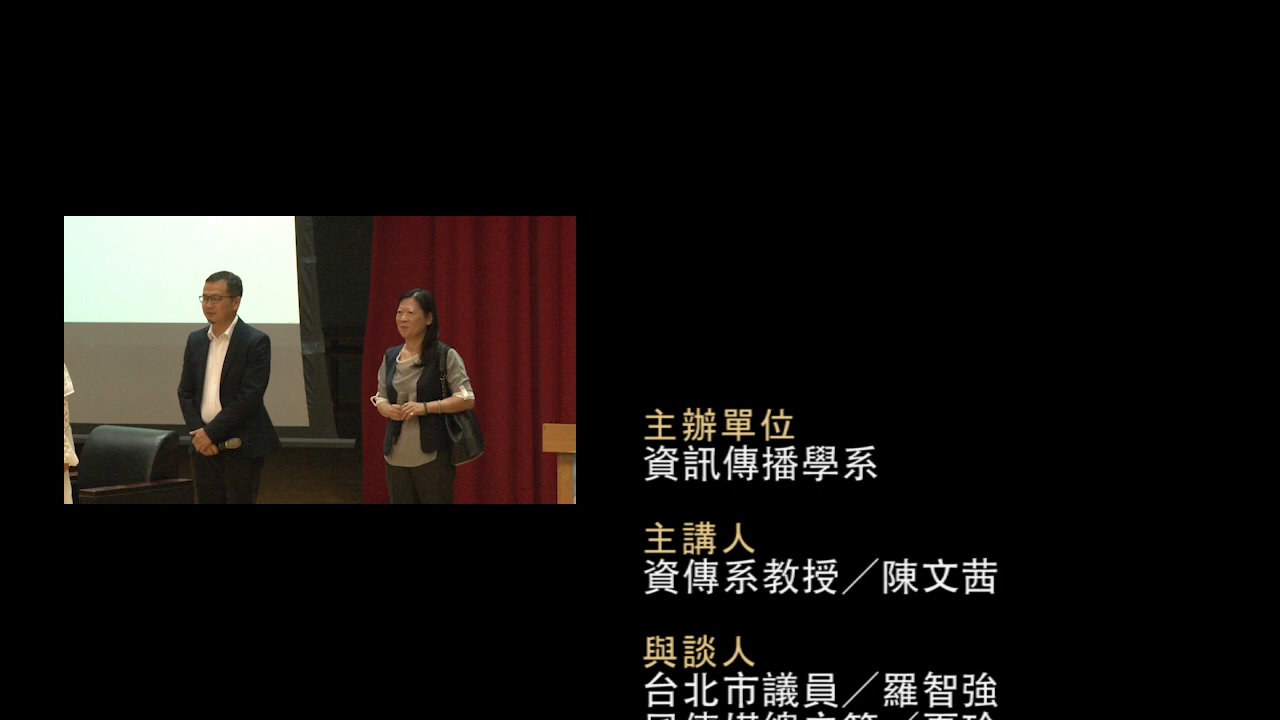 主辦單位
資訊傳播學系
主講人
資傳系教授／陳文茜
與談人
台北市議員／羅智強